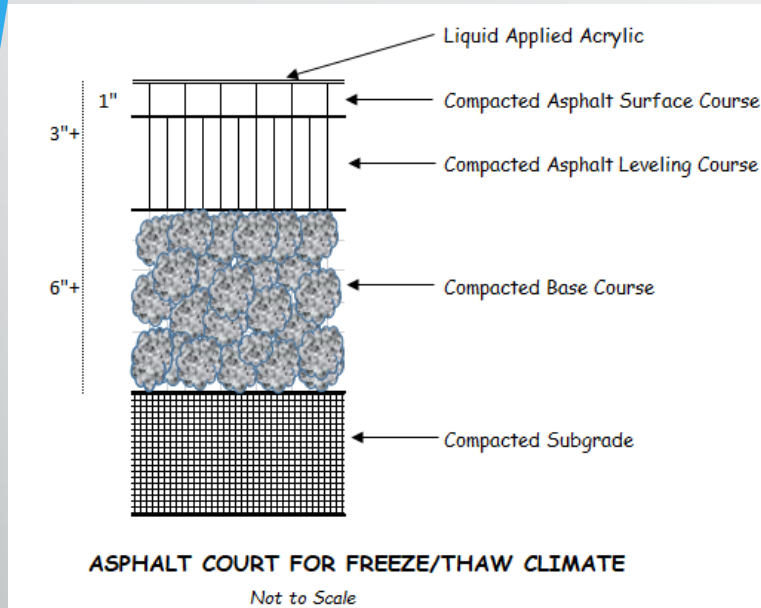 Liquid Applied Acrylic
1"
Compacted Asphalt Surface Course
3"+
Compacted Asphalt Leveling Course
6"+
Compacted Base Course
Compacted Subgrade
ASPHALT COURT FOR FREEZE/THAW CLIMATE
Not to Scale